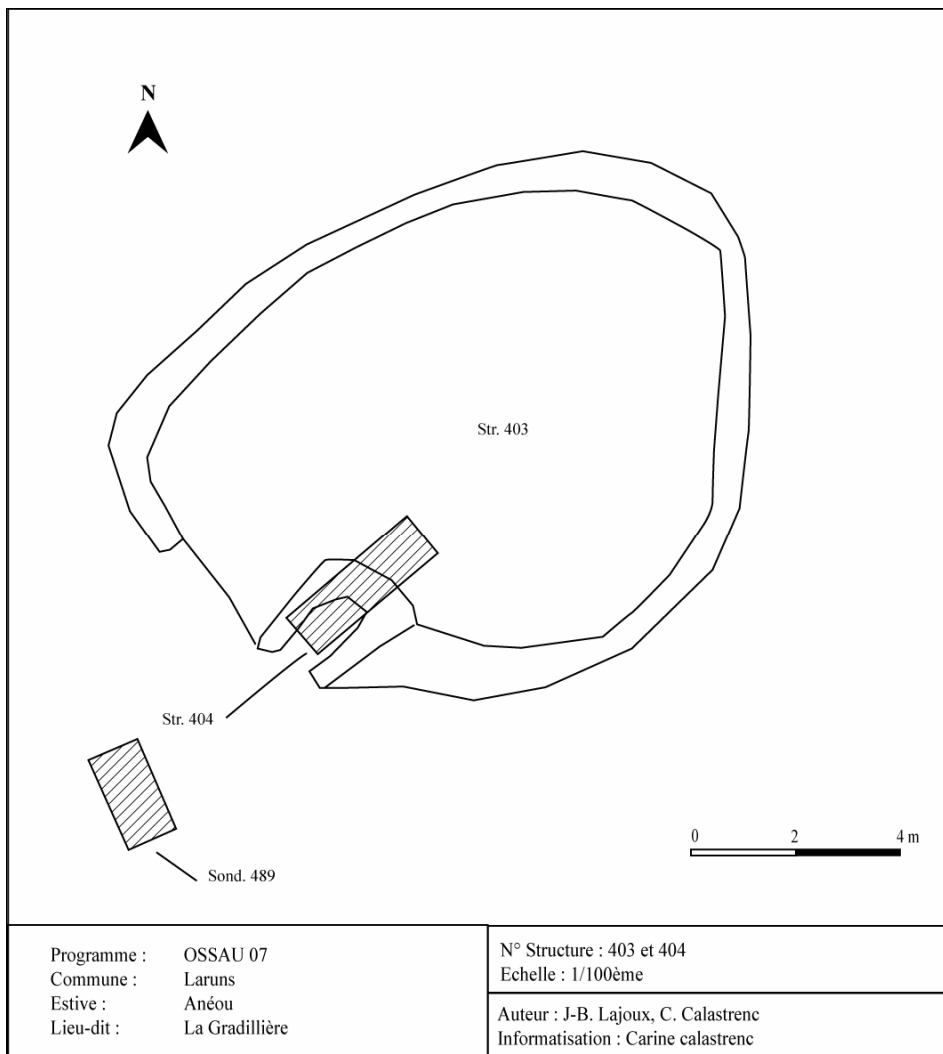 N
Str. 403
Str. 404
Sond. 489
0 2 4 m
Programme : OSSAU 07
Commune : Laruns
Estive : Anéou
Lieu-dit : La Gradillière
N° Structure : 403 et 404
Echelle : 1/100ème
Auteur : J-B. Lajoux, C. Calastrenc
Informatisation : Carine calastrenc